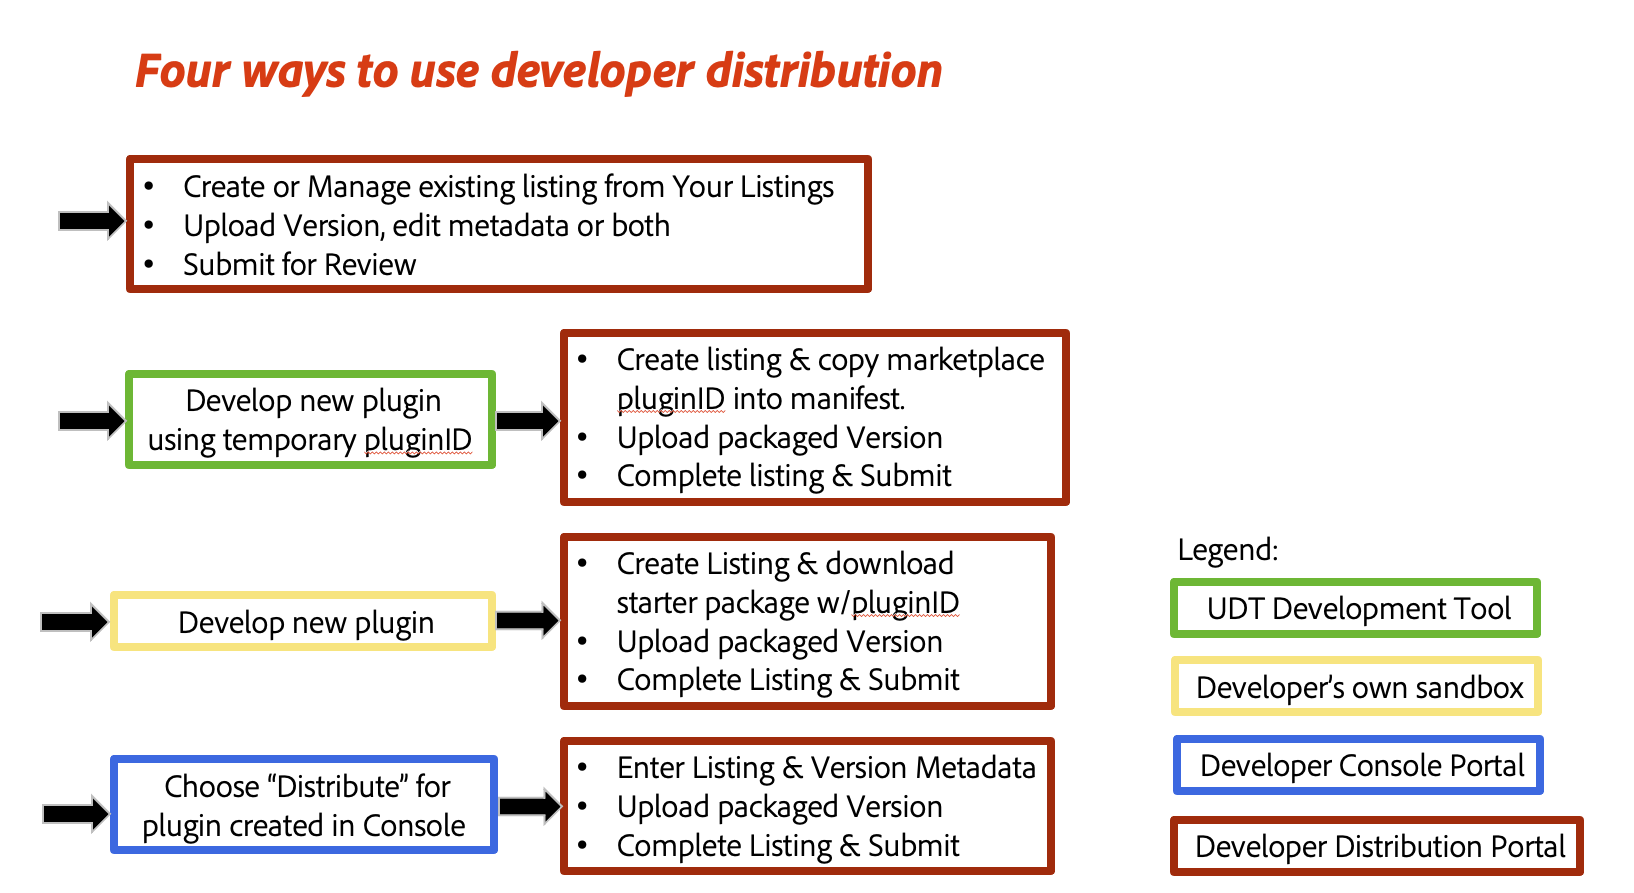 Four ways to use developer distribution
• Create or Manage existing listing from Your Listings
• Upload Version, edit metadata or both
• Submit for Review
Develop new plugin
using temporary pluginID
• Create listing & copy marketplace
pluginID into manifest.
• Upload packaged Version
• Complete listing & Submit
Develop new plugin
• Create Listing & download
starter package w/pluginID
• Upload packaged Version
• Complete Listing & Submit
Choose “Distribute” for
plugin created in Console
• Enter Listing & Version Metadata
• Upload packaged Version
• Complete Listing & Submit
Legend:
UDT Development Tool
Developer’s own sandbox
Developer Console Portal
Developer Distribution Portal